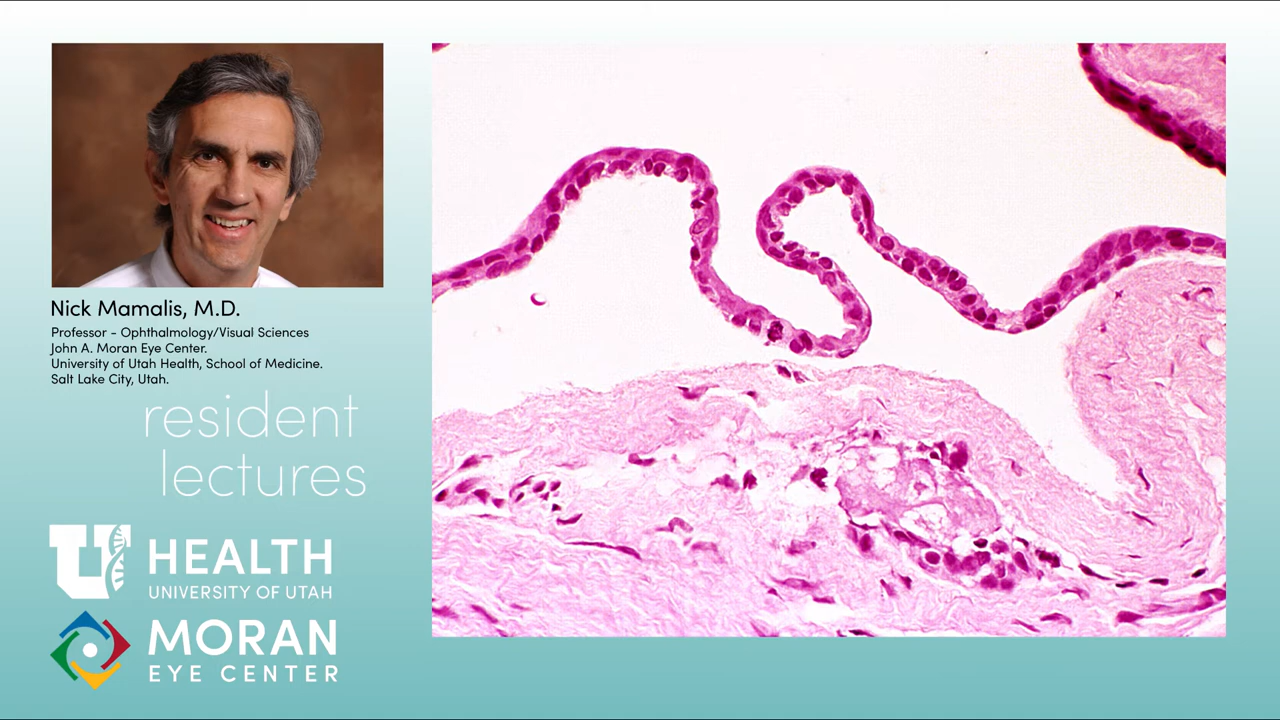 Nick Mamalis, M.D.
Professor - Ophthalmology/Visual Sciences
John A. Moran Eye Center.
University of Utah Health, School of Medicine.
Salt Lake City, Utah.
resident
lectures
U HEALTH
UNIVERSITY OF UTAH
MORAN
EYE CENTER